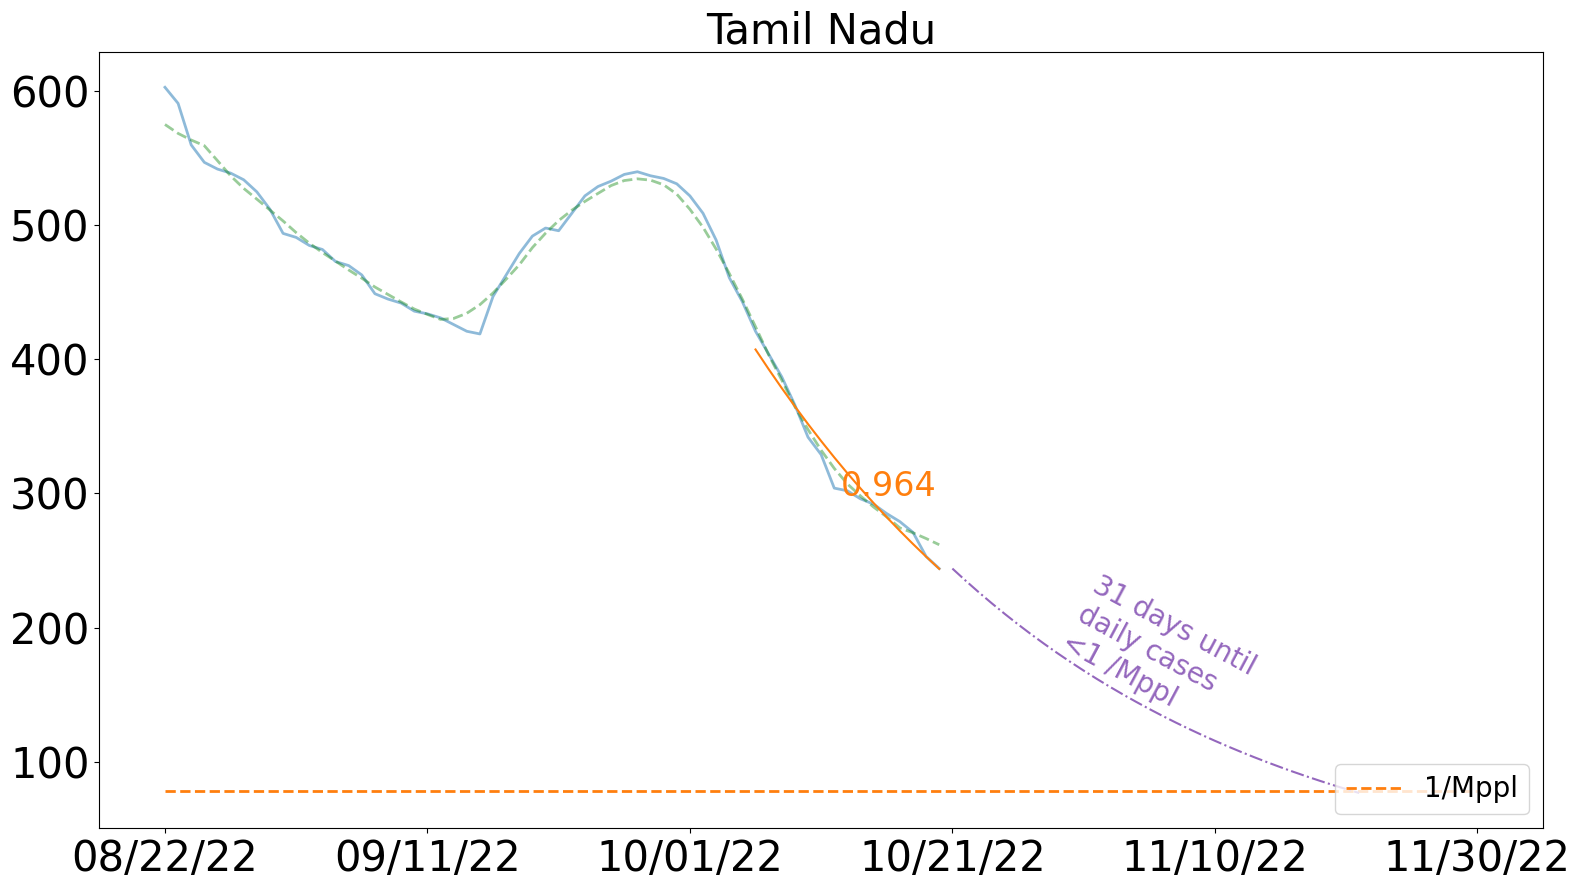 Tamil Nadu
600
500
400
300
200
100
0.964
31 days until
daily cases
<1 /Mppl
1/Mppl
08/22/22
09/11/22
10/01/22
10/21/22
11/10/22
11/30/22